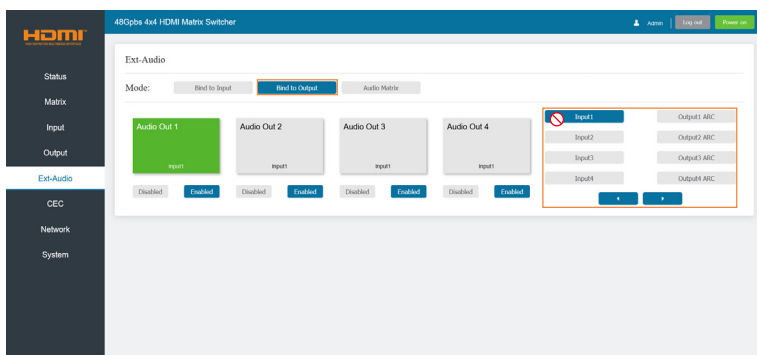 48Gpbs 4x4 HDMI Matrix Switcher
Admin
Log out
Power on
HDMI
Status
Matrix
Input
Output
Ext-Audio
CEC
Network
System
Ext-Audio
Mode: Bind to Input Bind to Output Audio Matrix
Audio Out 1
Input1
Disabled Enabled
Audio Out 2
Input1
Disabled Enabled
Audio Out 3
Input1
Disabled Enabled
Audio Out 4
Input1
Disabled Enabled
Input1 Output1 ARC
Input2 Output2 ARC
Input3 Output3 ARC
Input4 Output4 ARC